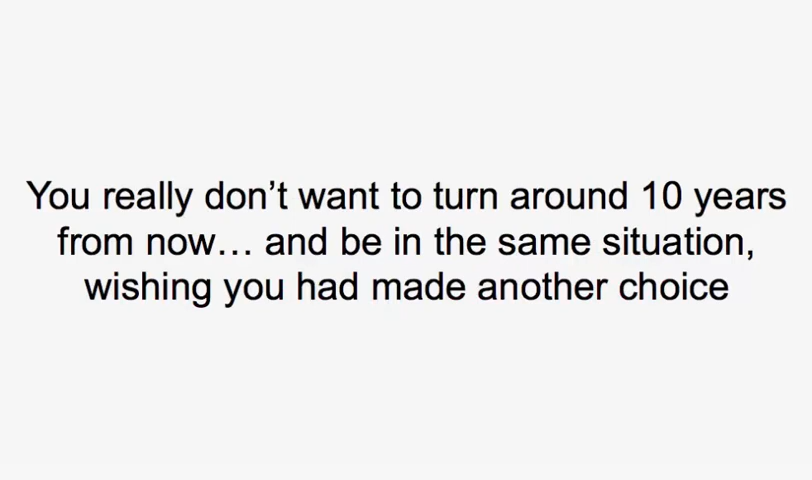 You really don’t want to turn around 10 years
from now… and be in the same situation,
wishing you had made another choice